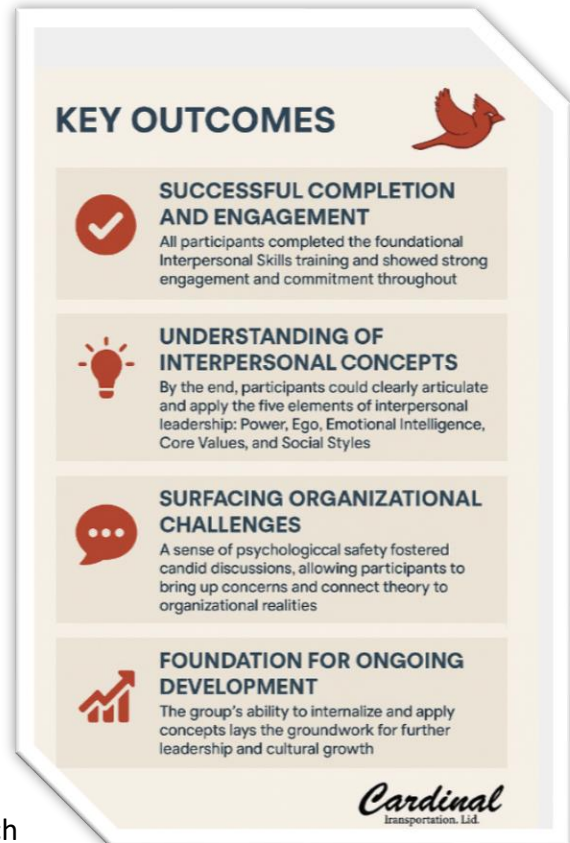 KEY OUTCOMES
SUCCESSFUL COMPLETION
AND ENGAGEMENT
All participants completed the foundational
Interpersonal Skills training and showed strong
engagement and commitment throughout
UNDERSTANDING OF
INTERPERSONAL CONCEPTS
By the end, participants could clearly articulate
and apply the five elements of interpersonal
leadership: Power, Ego, Emotional Intelligence,
Core Values, and Social Styles
SURFACING ORGANIZATIONAL
CHALLENGES
A sense of psychologiccal safety fostered
candid discussions, allowing participants to
bring up concerns and connect theory to
organizational realities
FOUNDATION FOR ONGOING
DEVELOPMENT
The group's ability to internalize and apply
concepts lays the groundwork for further
leadership and cultural growth
Cardinal
Iransportation. Lid.
ch